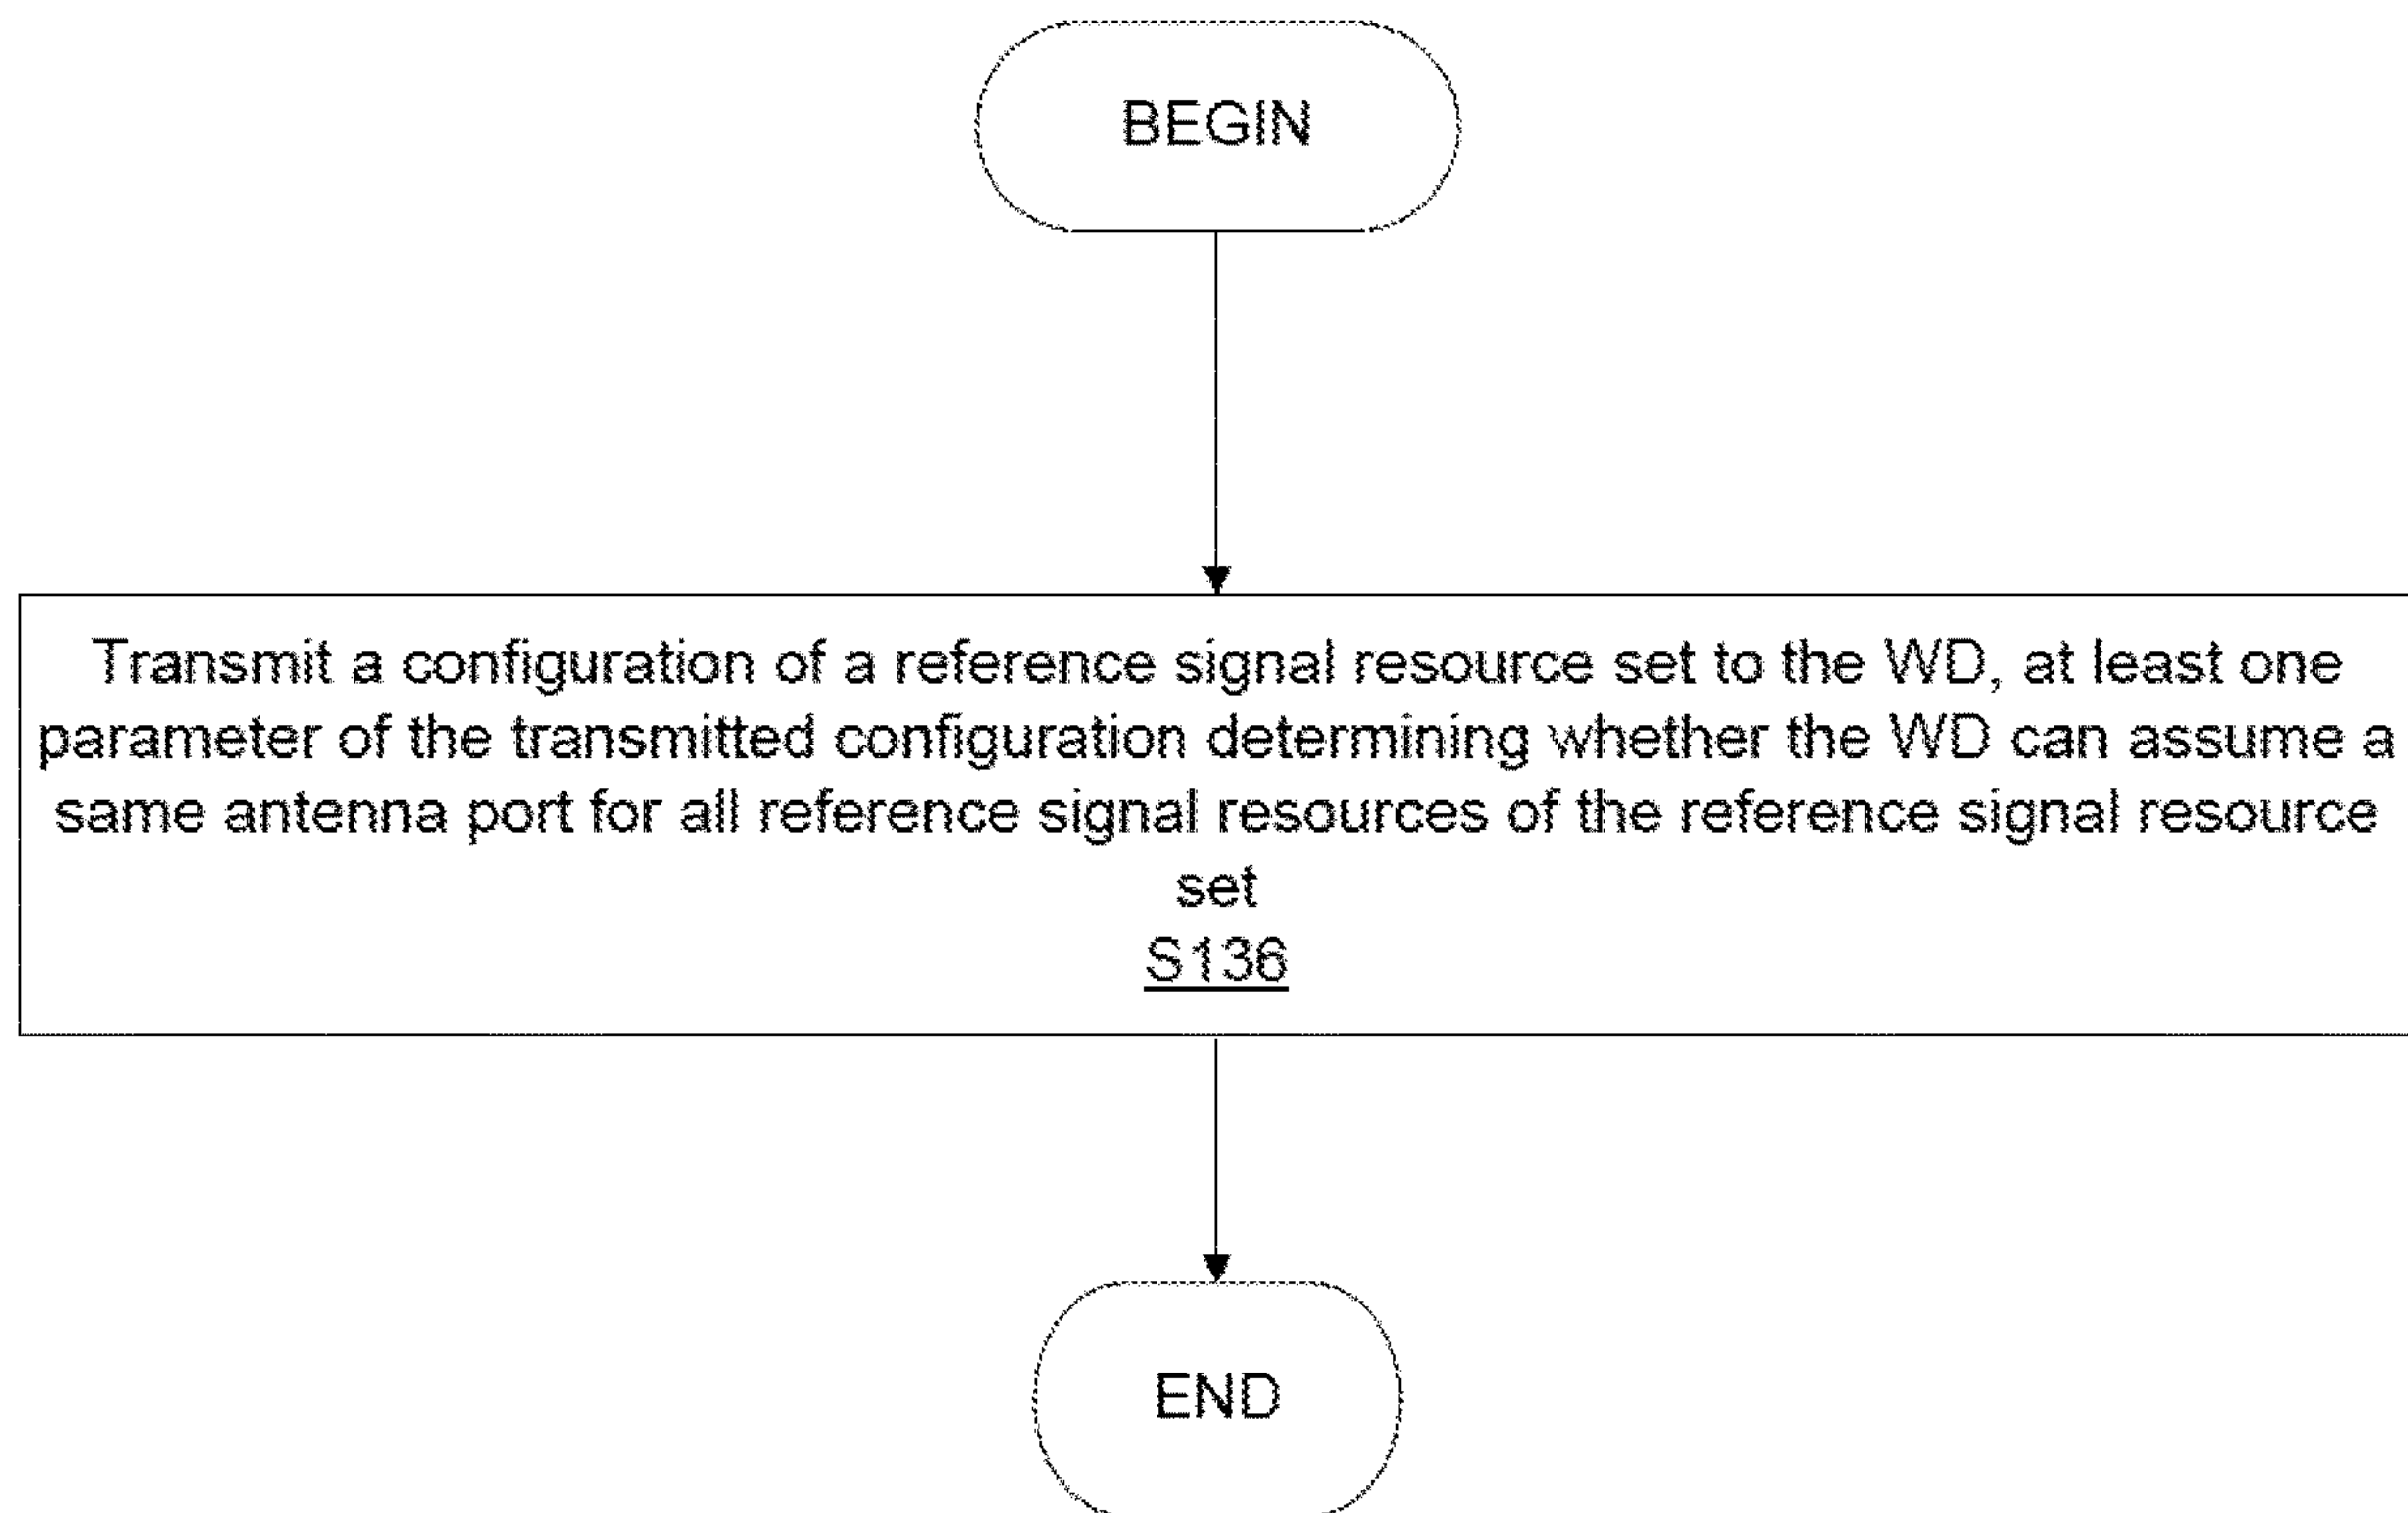 BEGIN
Transmit a configuration of a reference signal resource set to the WD, at least one
parameter of the transmitted configuration determining whether the WD can assume a
same antenna port for all reference signal resources of the reference signal resource
set
S136
END